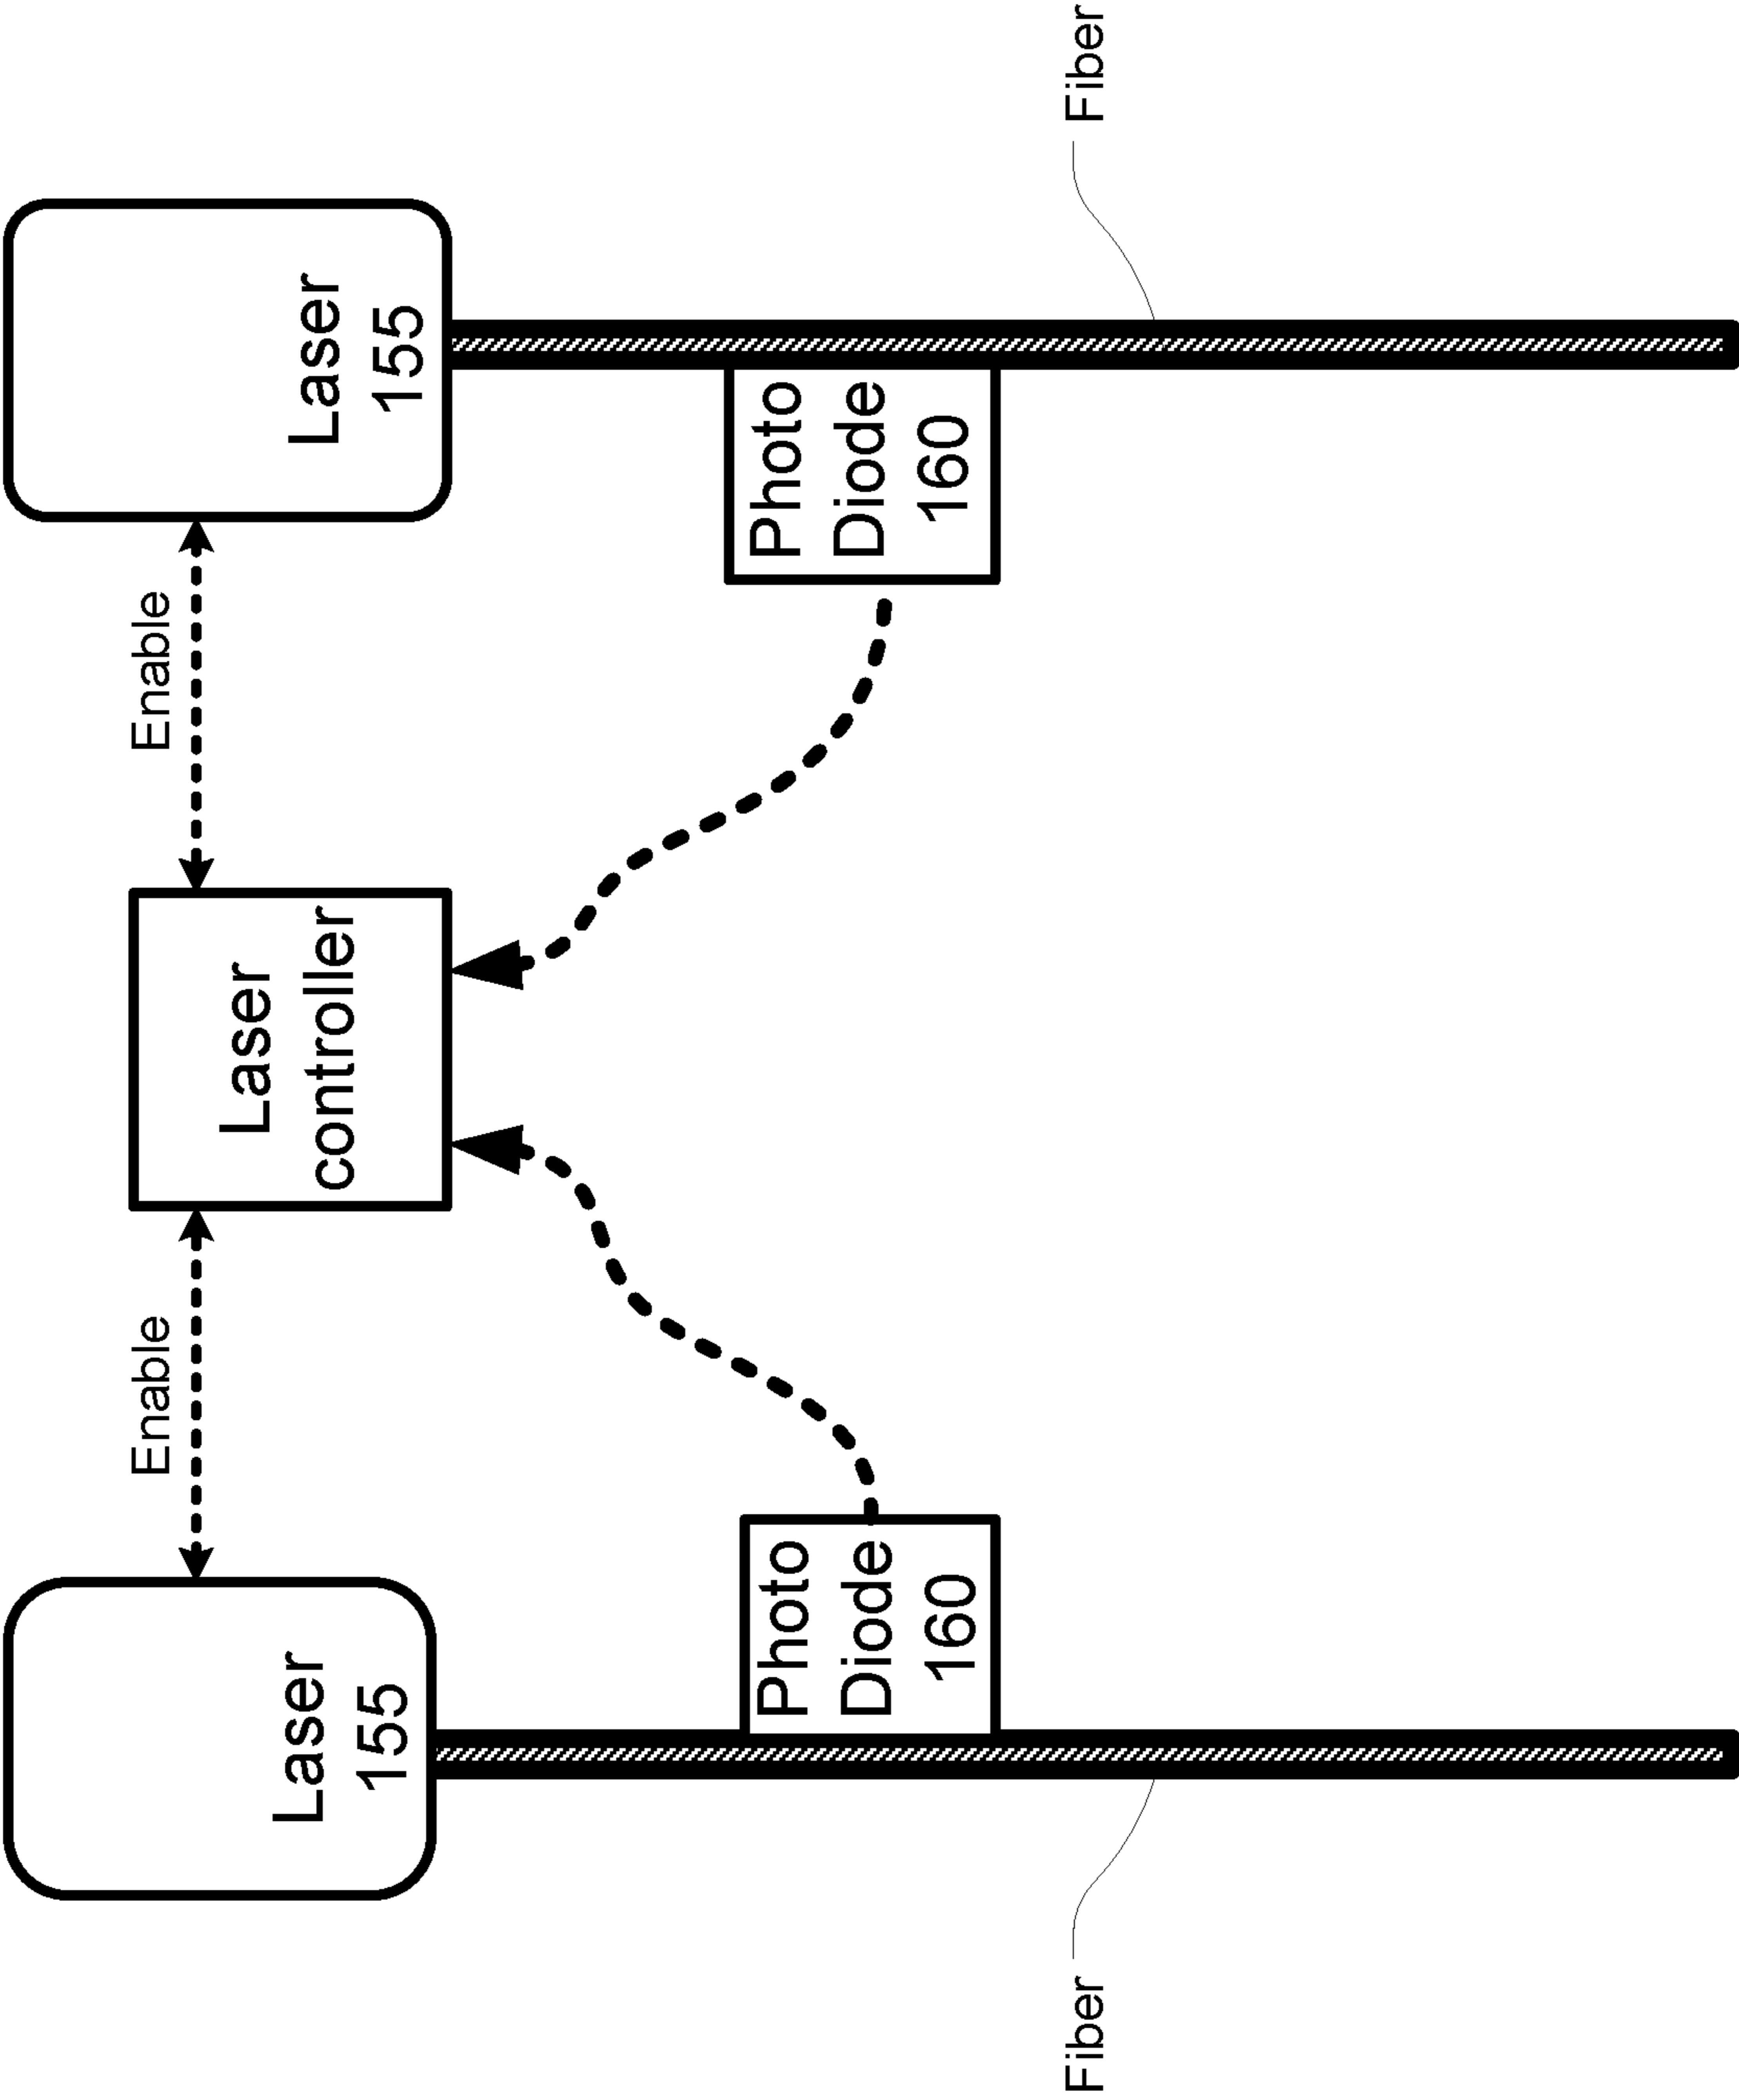 Laser
155
Enable
Laser
controller
Enable
Laser
155
Photo
Diode
160
Photo
Diode
160
Fiber
Fiber